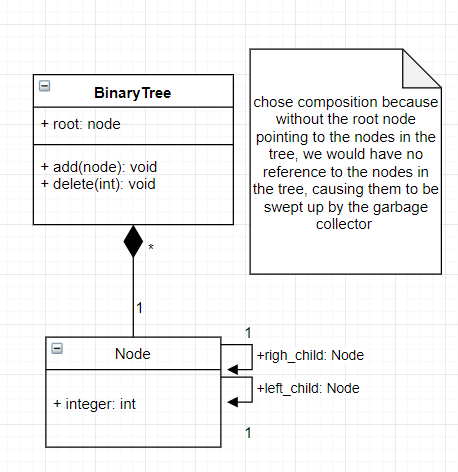 BinaryTree
+ root: node
+ add(node): void
+ delete(int): void
chose composition because
without the root node
pointing to the nodes in the
tree, we would have no
reference to the nodes in
the tree, causing them to be
swept up by the garbage
collector
*
1
Node
+ integer: int
1
+righ_child: Node
+left_child: Node
1